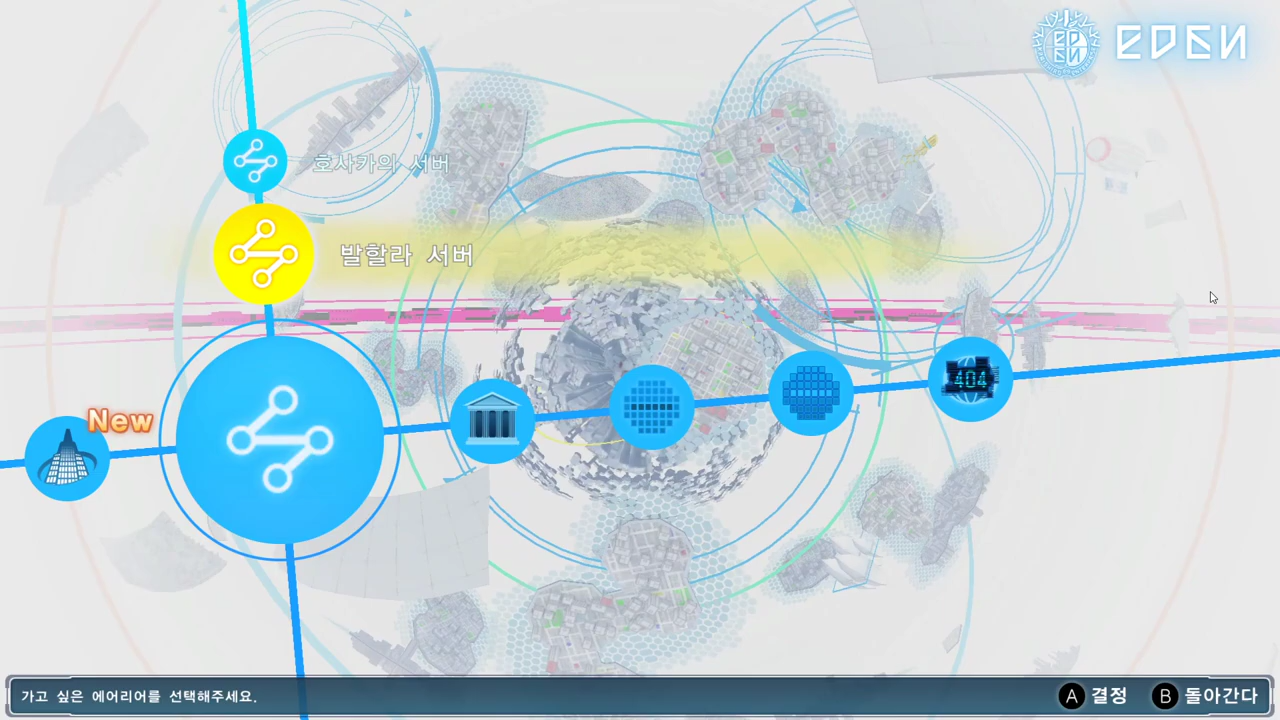 EDEN
호사카의 서버
발할라 서버
New
404
가고 싶은 에어리어를 선택해주세요.
A 결정 B 돌아간다